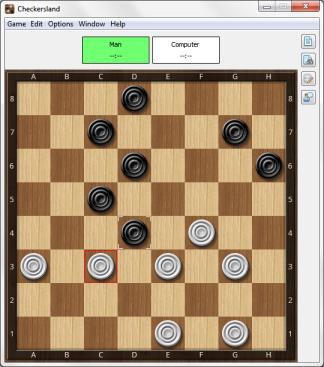 Checkersland
Game Edit Options Window Help
Man Computer
--:-- --:--
A B C D E F G H
8 8
7 7
6 6
5 5
4 4
3 3
2 2
1 1
A B C D E F G H